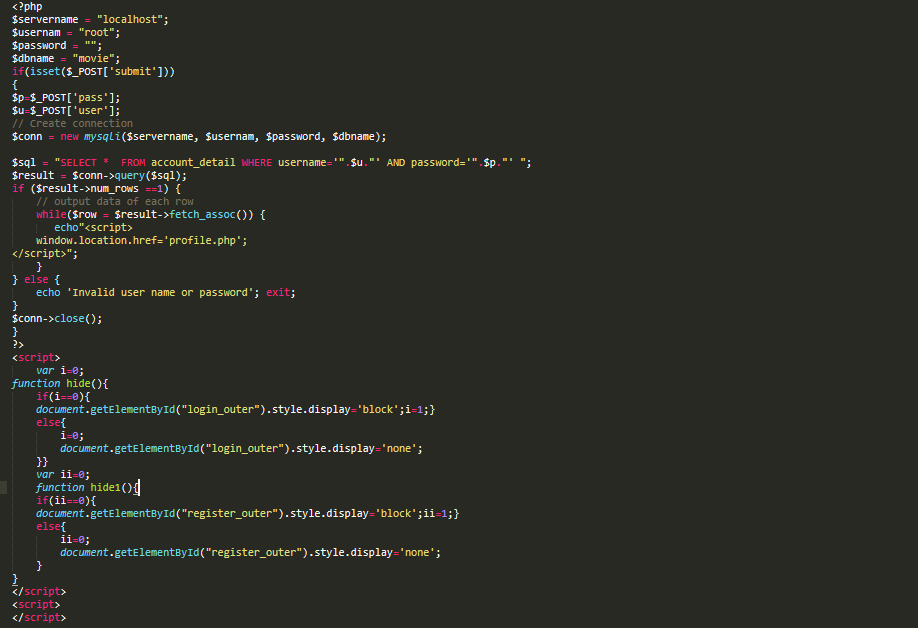 <?php
$servername = "localhost";
$usernam = "root";
$password = "";
$dbname = "movie";
if(isset($_POST['submit']))
{
$p=$_POST['pass'];
$u=$_POST['user'];
// Create connection
$conn = new mysqli($servername, $usernam, $password, $dbname);

$sql = "SELECT *  FROM account_detail WHERE username='".$u."' AND password='".$p."' ";
$result = $conn->query($sql);
if ($result->num_rows ==1) {
    // output data of each row
    while($row = $result->fetch_assoc()) {
       echo"<script>
    window.location.href='profile.php';
</script>";
    }
} else {
    echo 'Invalid user name or password'; exit;
}
$conn->close();
}
?>
<script>
    var i=0;
function hide(){
    if(i==0){
    document.getElementById("login_outer").style.display='block';i=1;}
    else{
        i=0;
        document.getElementById("login_outer").style.display='none';
    }}
    var ii=0;
    function hide1(){
    if(ii==0){
    document.getElementById("register_outer").style.display='block';ii=1;}
    else{
        ii=0;
        document.getElementById("register_outer").style.display='none';
    }
}
</script>
<script>
</script>